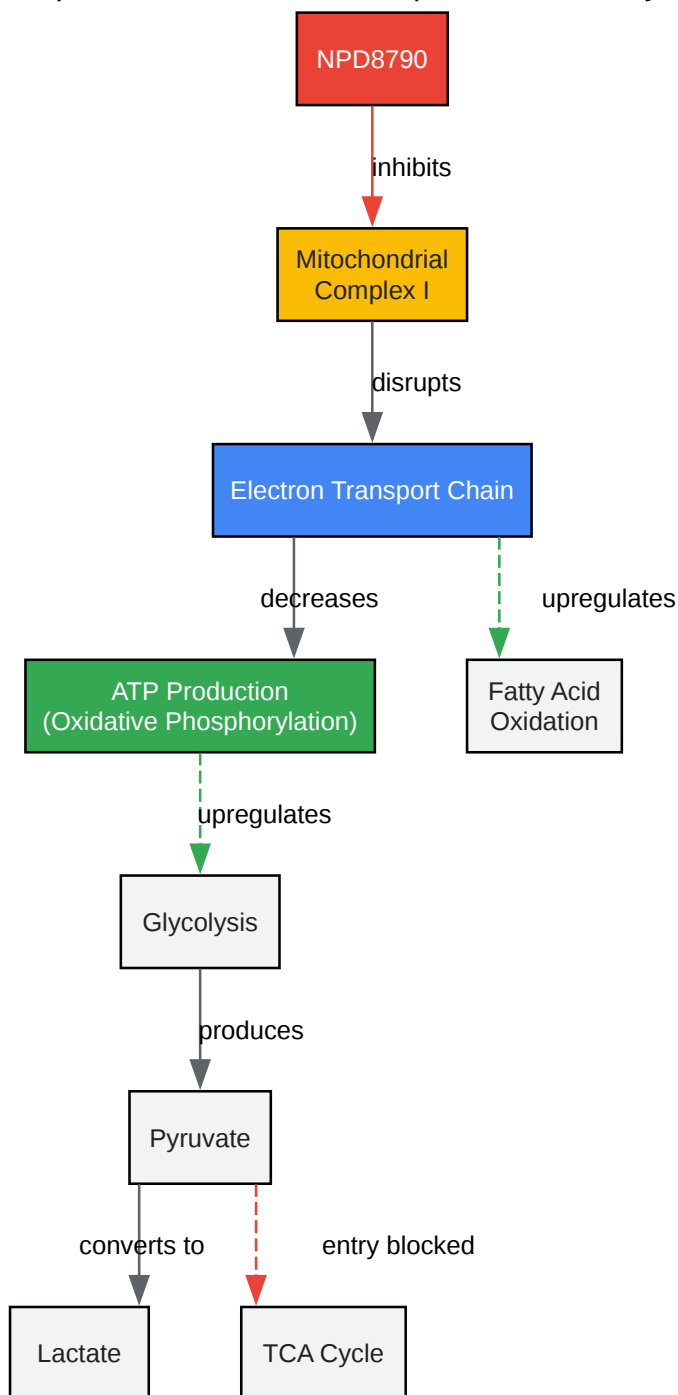 NPD8790
inhibits
Mitochondrial
Complex I
disrupts
Electron Transport Chain
decreases
upregulates
ATP Production
(Oxidative Phosphorylation)
Fatty Acid
Oxidation
upregulates
Glycolysis
produces
Pyruvate
converts to
entry blocked
Lactate
TCA Cycle